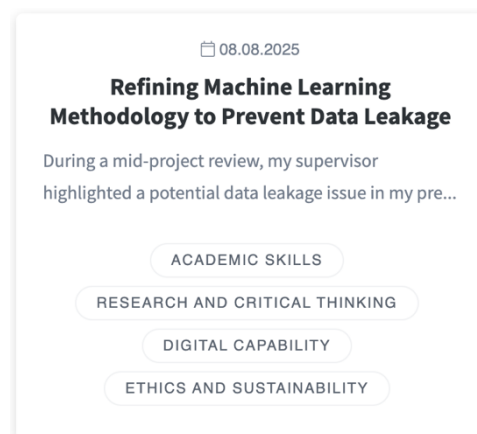 08.08.2025
Refining Machine Learning
Methodology to Prevent Data Leakage
During a mid-project review, my supervisor
highlighted a potential data leakage issue in my pre...
ACADEMIC SKILLS
RESEARCH AND CRITICAL THINKING
DIGITAL CAPABILITY
ETHICS AND SUSTAINABILITY